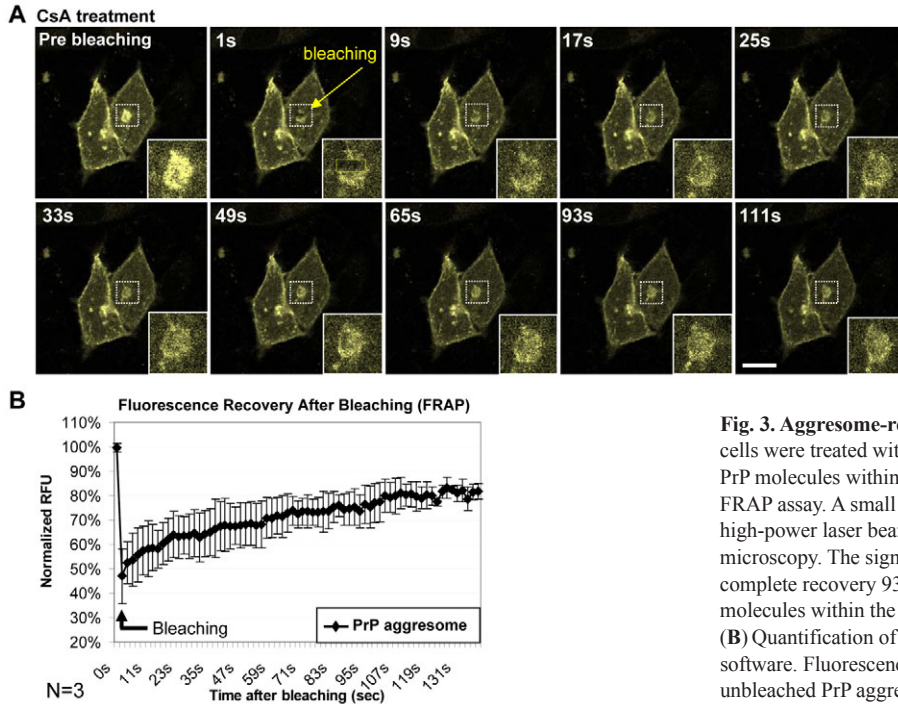 A CsA treatment
Pre bleaching
1s
bleaching
9s
17s
25s
33s
49s
65s
93s
111s
B
Fluorescence Recovery After Bleaching (FRAP)
Normalized RFU
110%
100%
90%
80%
70%
60%
50%
40%
30%
20%
Bleaching
PrP aggresome
0s
11s
23s
35s
47s
59s
71s
83s
95s
107s
119s
131s
N=3
Time after bleaching (sec)
Fig. 3. Aggresome-re
cells were treated wit
PrP molecules within
FRAP assay. A small
high-power laser bear
microscopy. The sign
complete recovery 93
molecules within the
(B) Quantification of
software. Fluorescenc
unbleached PrP aggre